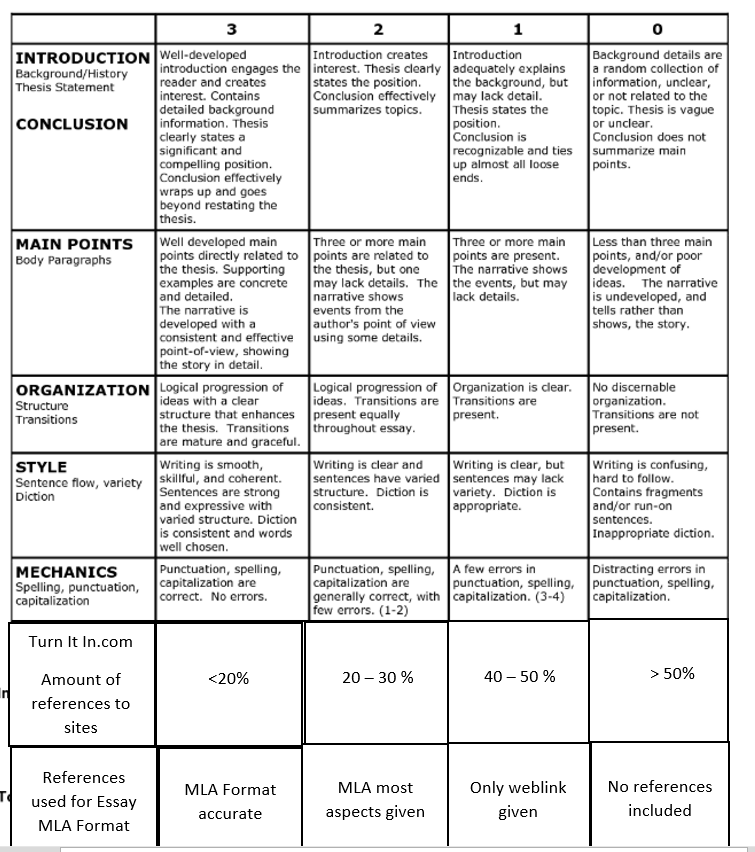 3 2 1 0
INTRODUCTION
Background/History
Thesis Statement
CONCLUSION
Well-developed
introduction engages the
reader and creates
interest. Contains
detailed background
information. Thesis
clearly states a
significant and
compelling position.
Conclusion effectively
wraps up and goes
beyond restating the
thesis.
Introduction creates
interest. Thesis clearly
states the position.
Conclusion effectively
summarizes topics.
Introduction
adequately explains
the background, but
may lack detail.
Thesis states the
position.
Conclusion is
recognizable and ties
up almost all loose
ends.
Background details are
a random collection of
information, unclear,
or not related to the
topic. Thesis is vague
or unclear.
Conclusion does not
summarize main
points.
MAIN POINTS
Body Paragraphs
Well developed main
points directly related to
the thesis. Supporting
examples are concrete
and detailed.
The narrative is
developed with a
consistent and effective
point-of-view, showing
the story in detail.
Three or more main
points are related to
the thesis, but one
may lack details. The
narrative shows
events from the
author's point of view
using some details.
Three or more main
points are present.
The narrative shows
the events, but may
lack details.
Less than three main
points, and/or poor
development of
ideas. The narrative
is undeveloped, and
tells rather than
shows, the story.
ORGANIZATION
Structure
Transitions
Logical progression of
ideas with a clear
structure that enhances
the thesis. Transitions
are mature and graceful.
Logical progression of
ideas. Transitions are
present equally
throughout essay.
Organization is clear.
Transitions are
present.
No discernable
organization.
Transitions are not
present.
STYLE
Sentence flow, variety
Diction
Writing is smooth,
skillful, and coherent.
Sentences are strong
and expressive with
varied structure. Diction
is consistent and words
well chosen.
Writing is clear and
sentences have varied
structure. Diction is
consistent.
Writing is clear, but
sentences may lack
variety. Diction is
appropriate.
Writing is confusing,
hard to follow.
Contains fragments
and/or run-on
sentences.
Inappropriate diction.
MECHANICS
Spelling, punctuation,
capitalization
Punctuation, spelling,
capitalization are
correct. No errors.
Punctuation, spelling,
capitalization are
generally correct, with
few errors. (1-2)
A few errors in
punctuation, spelling,
capitalization. (3-4)
Distracting errors in
punctuation, spelling,
capitalization.
Turn It In.com
Amount of
references to
sites
<20%
20 – 30 %
40 – 50 %
> 50%
References
used for Essay
MLA Format
MLA Format
accurate
MLA most
aspects given
Only weblink
given
No references
included